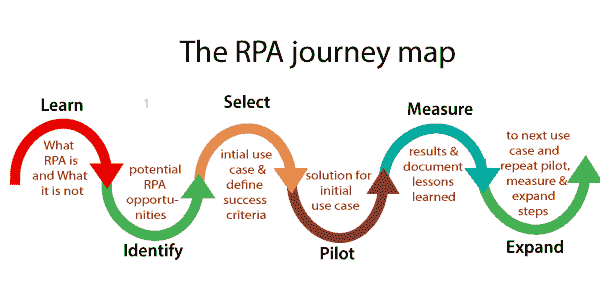 The RPA journey map
Learn
1
What
RPA is
and What
it is not
Identify
potential
RPA
opportu-
nities
Select
intial use
case &
define
success
criteria
Pilot
solution for
initial
use case
Measure
results &
document
lessons
learned
Expand
to next use
case and
repeat pilot,
measure &
expand
steps